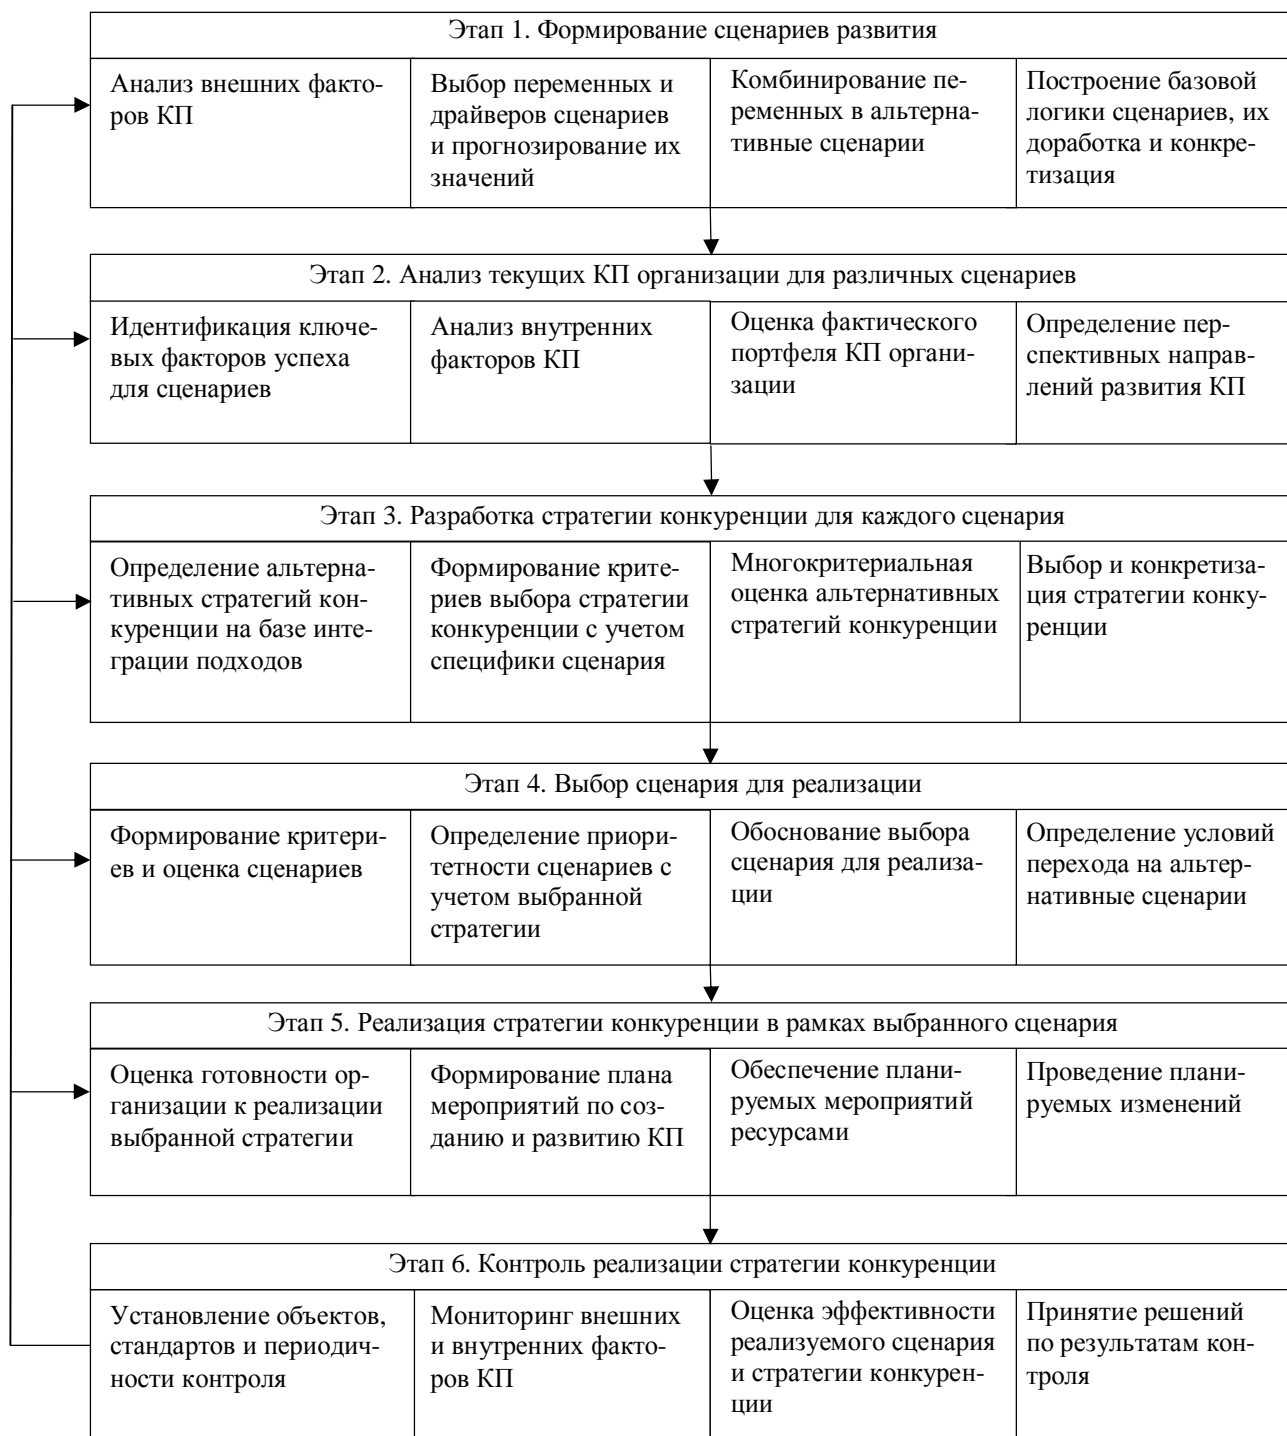 Этап 1. Формирование сценариев развития
Анализ внешних факто-
ров КП
Выбор переменных и
драйверов сценариев
и прогнозирование их
значений
Комбинирование пе-
ременных в альтерна-
тивные сценарии
Построение базовой
логики сценариев, их
доработка и конкре-
тизация
Этап 2. Анализ текущих КП организации для различных сценариев
Идентификация ключе-
вых факторов успеха
для сценариев
Анализ внутренних
факторов КП
Оценка фактического
портфеля КП органи-
зации
Определение пер-
спективных направ-
лений развития КП
Этап 3. Разработка стратегии конкуренции для каждого сценария
Определение альтерна-
тивных стратегий кон-
куренции на базе инте-
грации подходов
Формирование крите-
риев выбора стратегии
конкуренции с учетом
специфики сценария
Многокритериальная
оценка альтернативных
стратегий конкуренции
Выбор и конкретиза-
ция стратегии конку-
ренции
Этап 4. Выбор сценария для реализации
Формирование критери-
ев и оценка сценариев
Определение приори-
тетности сценариев с
учетом выбранной
стратегии
Обоснование выбора
сценария для реализа-
ции
Определение условий
перехода на альтер-
нативные сценарии
Этап 5. Реализация стратегии конкуренции в рамках выбранного сценария
Оценка готовности ор-
ганизации к реализации
выбранной стратегии
Формирование плана
мероприятий по соз-
данию и развитию КП
Обеспечение плани-
руемых мероприятий
ресурсами
Проведение плани-
руемых изменений
Этап 6. Контроль реализации стратегии конкуренции
Установление объектов,
стандартов и периодич-
ности контроля
Мониторинг внешних
и внутренних факто-
ров КП
Оценка эффективности
реализуемого сценария
и стратегии конкурен-
ции
Принятие решений
по результатам кон-
троля